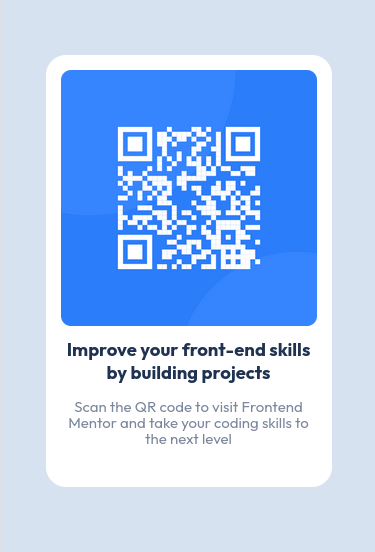 Improve your front-end skills
by building projects
Scan the QR code to visit Frontend
Mentor and take your coding skills to
the next level